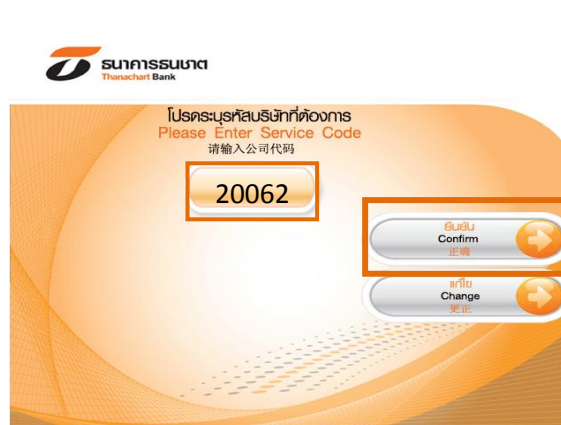 ธนาคารธนชาต
Thanachart Bank
โปรดระบุรหัสบริษัทที่ต้องการ
Please Enter Service Code
请输入公司代码
20062
ยืนยัน
Confirm
正确
แก้ไข
Change
更正